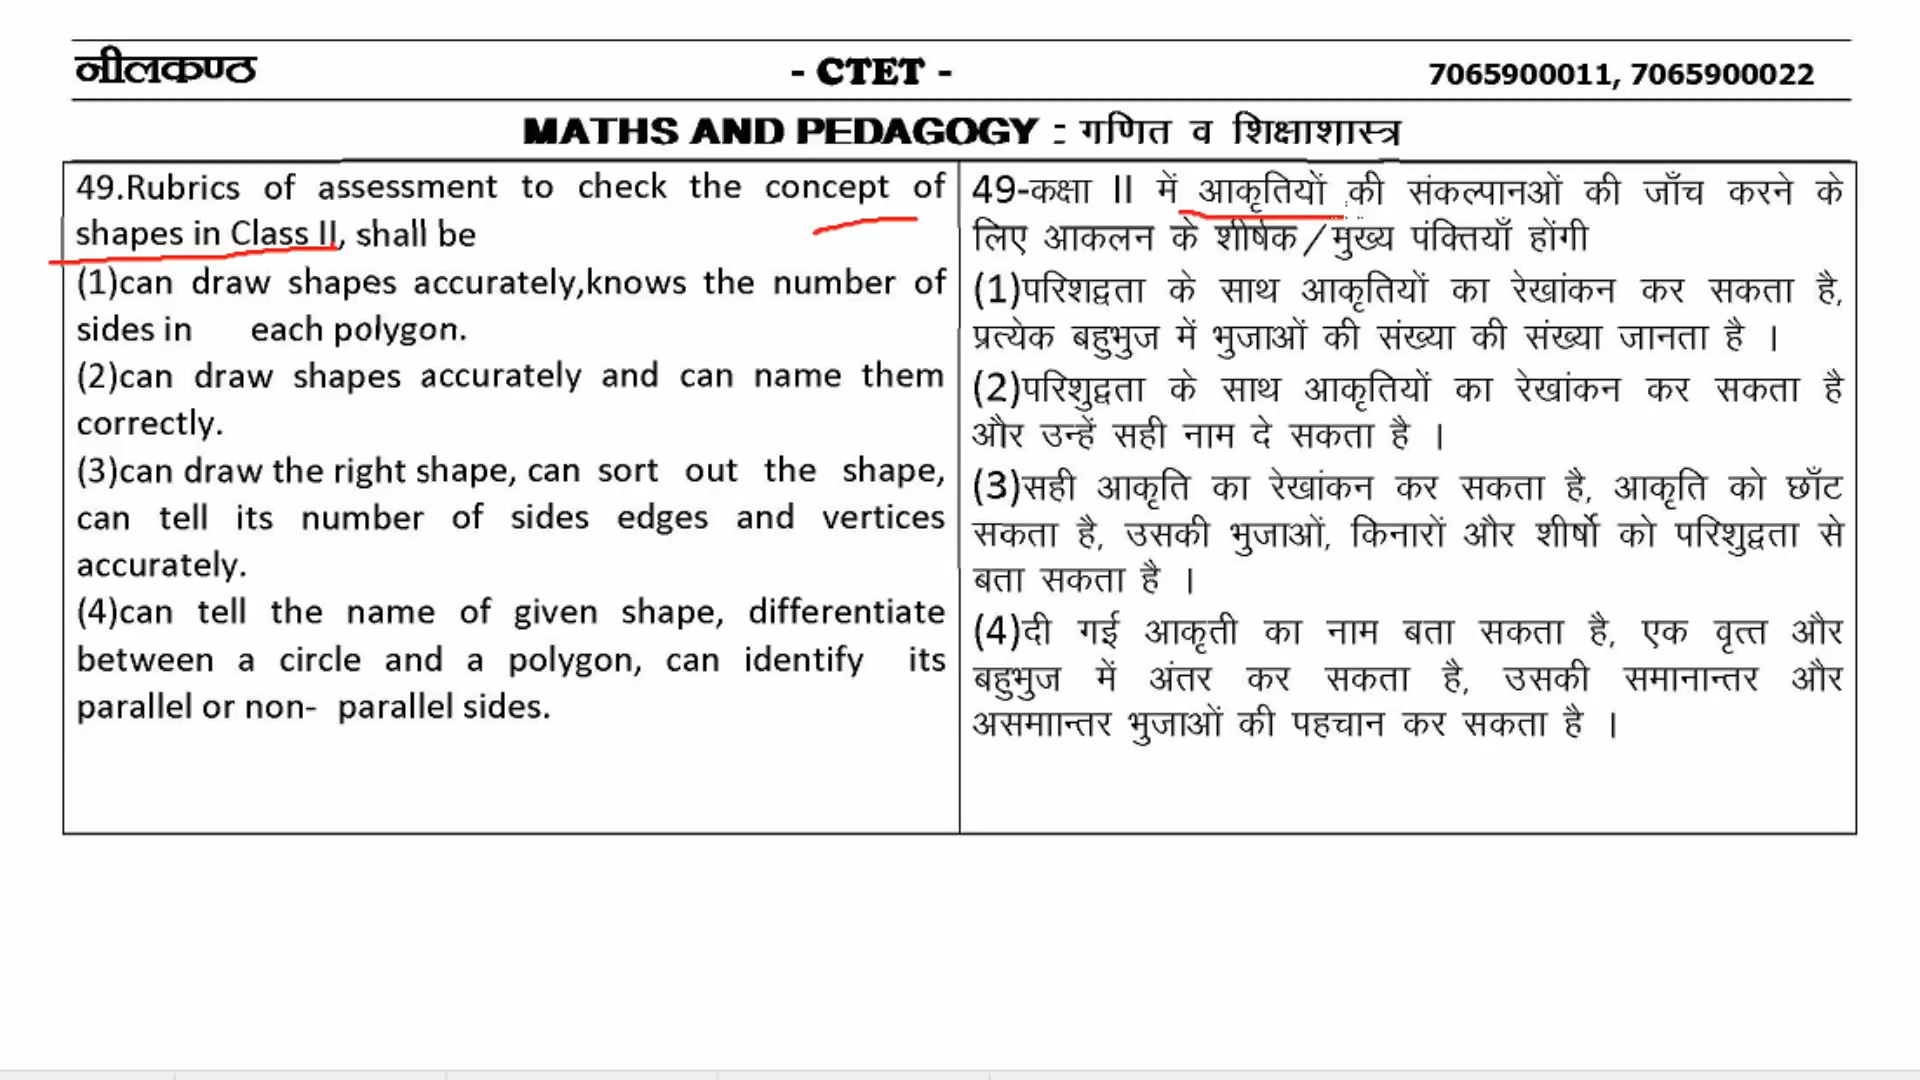 नीलकण्ठ
- CTET -
7065900011, 7065900022
MATHS AND PEDAGOGY : गणित व शिक्षाशास्त्र
49.Rubrics of assessment to check the concept of
shapes in Class II, shall be
(1)can draw shapes accurately,knows the number of
sides in each polygon.
(2)can draw shapes accurately and can name them
correctly.
(3)can draw the right shape, can sort out the shape,
can tell its number of sides edges and vertices
accurately.
(4)can tell the name of given shape, differentiate
between a circle and a polygon, can identify its
parallel or non- parallel sides.
49-कक्षा II में आकृतियों की संकल्पानओं की जाँच करने के
लिए आकलन के शीर्षक/मुख्य पंक्तियाँ होंगी
(1)परिशद्वता के साथ आकृतियों का रेखांकन कर सकता है,
प्रत्येक बहुभुज में भुजाओं की संख्या की संख्या जानता है ।
(2)परिशुद्वता के साथ आकृतियों का रेखांकन कर सकता है
और उन्हें सही नाम दे सकता है ।
(3)सही आकृति का रेखांकन कर सकता है, आकृति को छाँट
सकता है, उसकी भुजाओं, किनारों और शीर्षो को परिशुद्वता से
बता सकता है ।
(4)दी गई आकृती का नाम बता सकता है, एक वृत्त और
बहुभुज में अंतर कर सकता है, उसकी समानान्तर और
असमाान्तर भुजाओं की पहचान कर सकता है ।